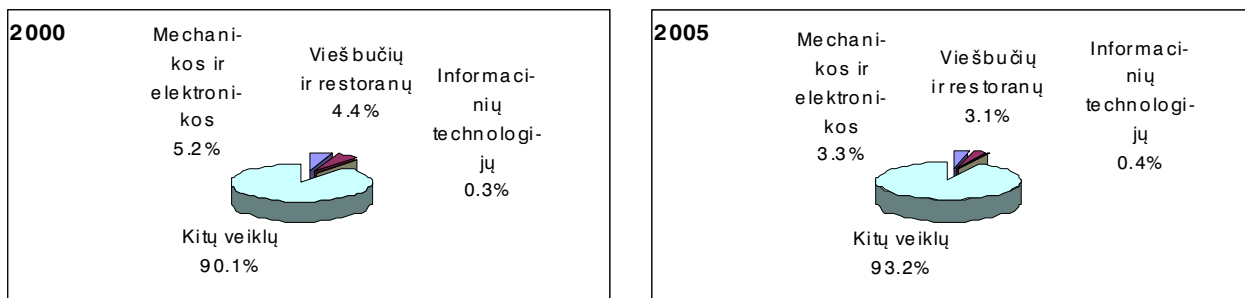 2000
Mechani-
kos ir
elektroni-
kos
5.2%
Viešbučių
ir restoranų
4.4%
Informaci-
nių
technologi-
jų
0.3%
Kitų veiklų
90.1%
2005
Mechani-
kos ir
elektroni-
kos
3.3%
Viešbučių
ir restoranų
3.1%
Informaci-
nių
technologi-
jų
0.4%
Kitų veiklų
93.2%